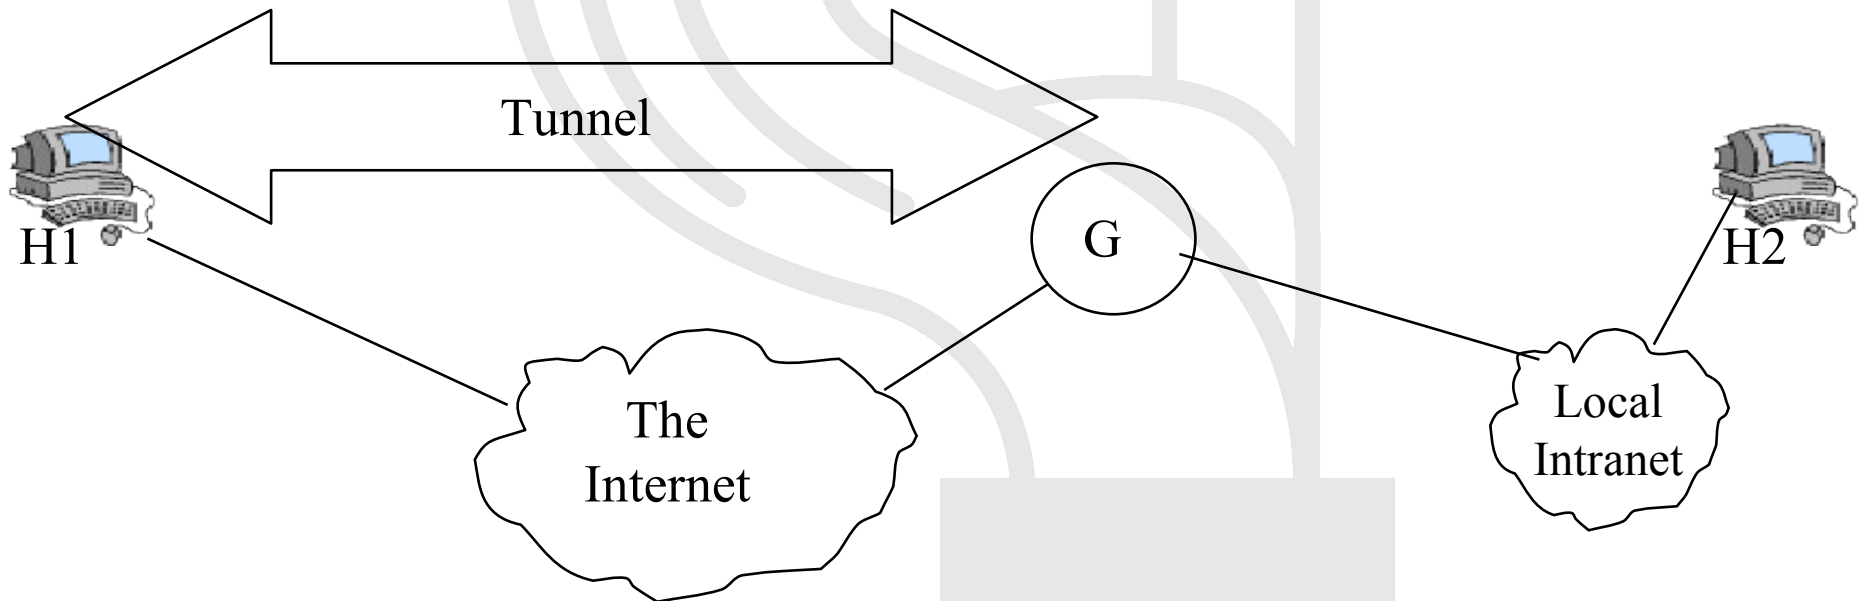 Tunnel
H1
G
H2
The
Internet
Local
Intranet